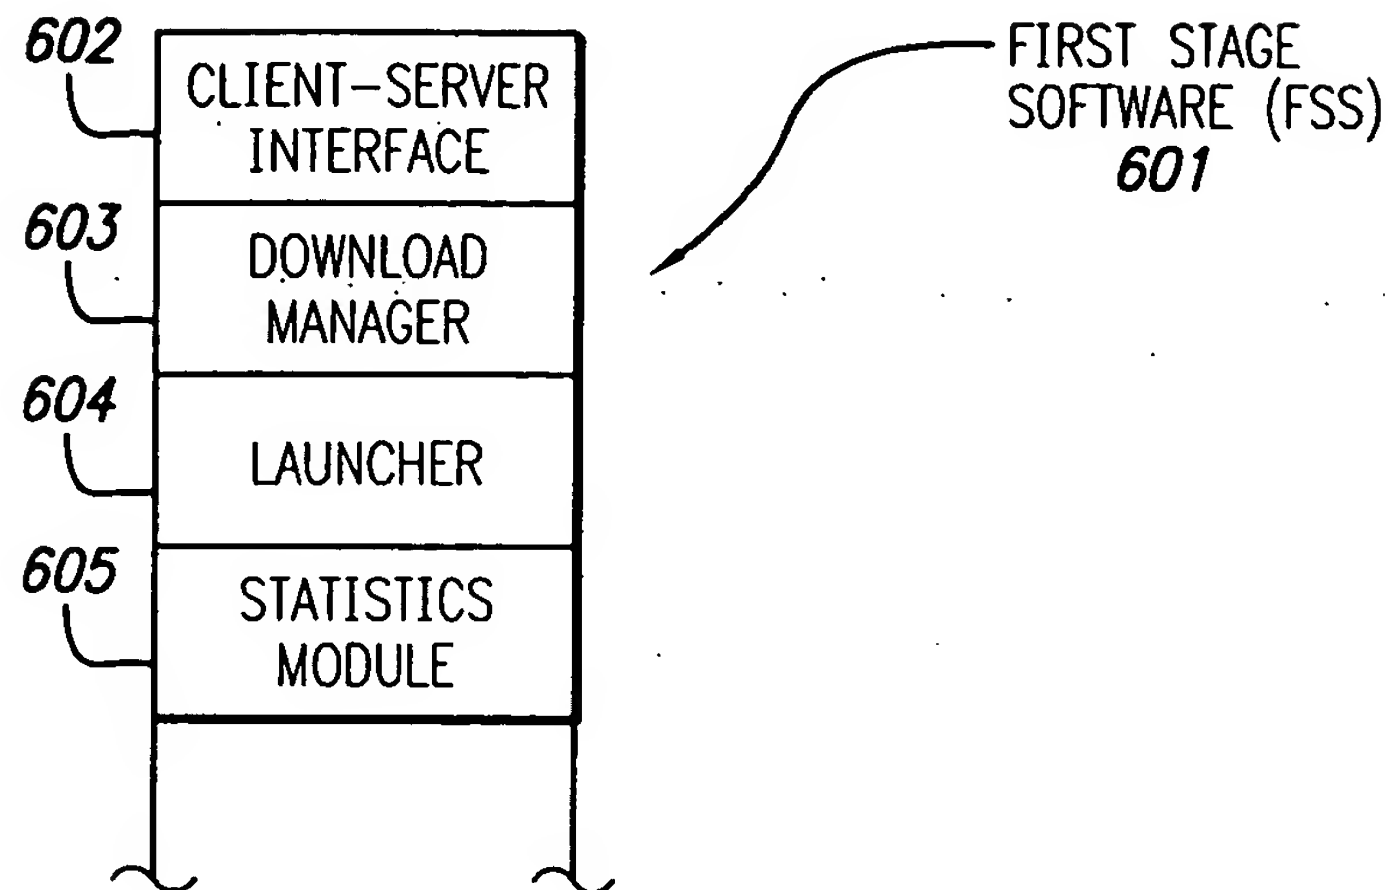 602
CLIENT-SERVER
INTERFACE
FIRST STAGE
SOFTWARE (FSS)
601
603
DOWNLOAD
MANAGER
604
LAUNCHER
605
STATISTICS
MODULE